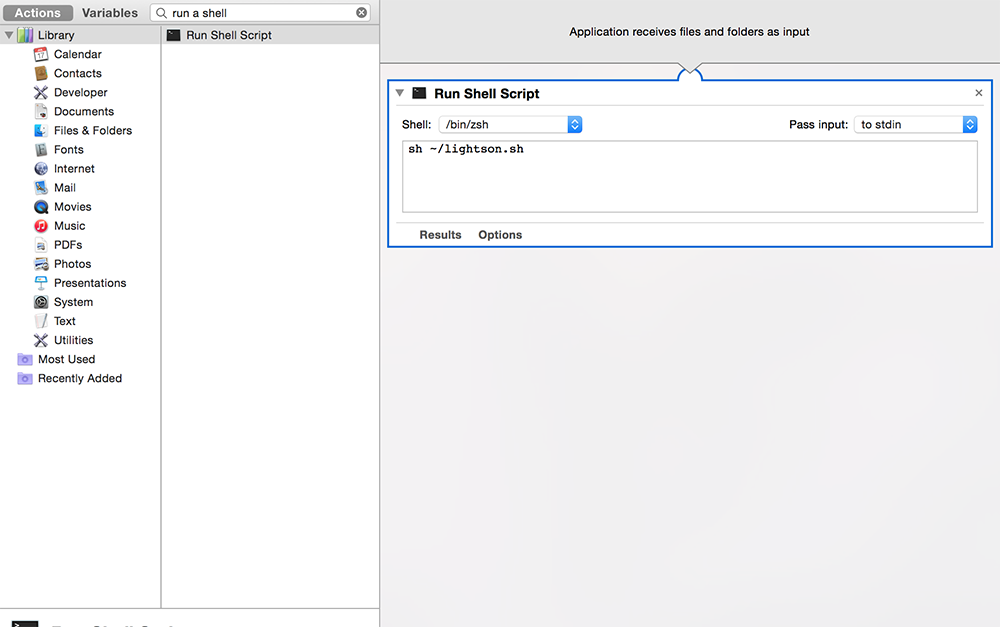 Actions Variables run a shell
Library
Calendar
Contacts
Developer
Documents
Files & Folders
Fonts
Internet
Mail
Movies
Music
PDFs
Photos
Presentations
System
Text
Utilities
Most Used
Recently Added
Run Shell Script
Application receives files and folders as input
Run Shell Script
Shell: /bin/zsh Pass input: to stdin
sh ~/lightson.sh
Results Options